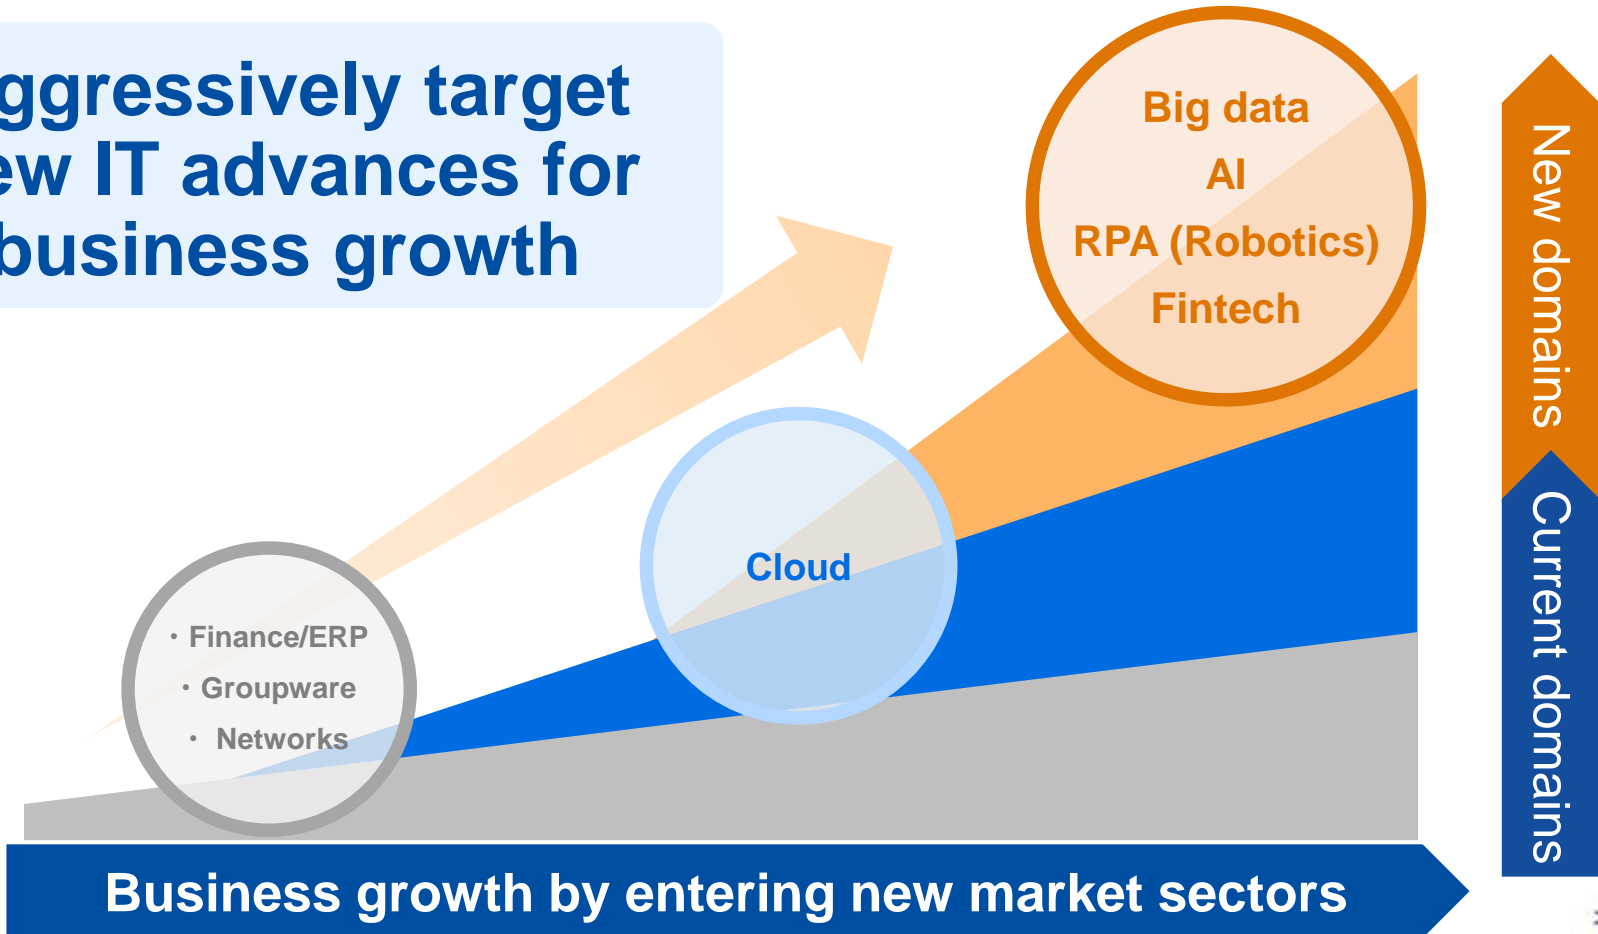 ggressively target
ew IT advances for
business growth
Big data
AI
RPA (Robotics)
Fintech
New domains
Cloud
・Finance/ERP
・Groupware
・ Networks
Current domains
Business growth by entering new market sectors